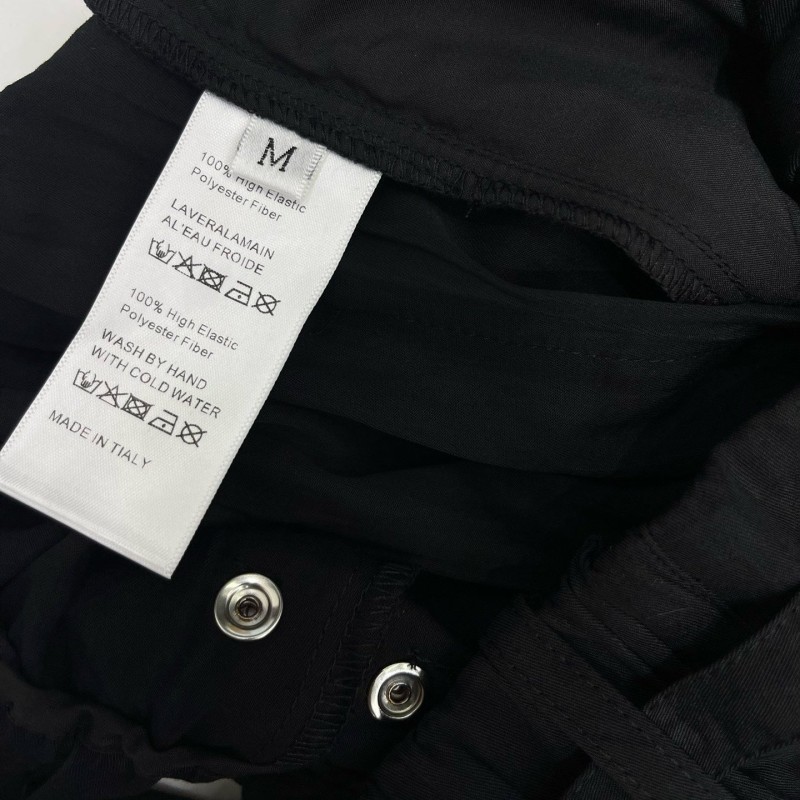 M
100% High Elastic
Polyester Fiber
LAVERALAMAIN
AL'EAU FROIDE
100% High Elastic
Polyester Fiber
WASH BY HAND
WITH COLD WATER
MADE IN TIALY